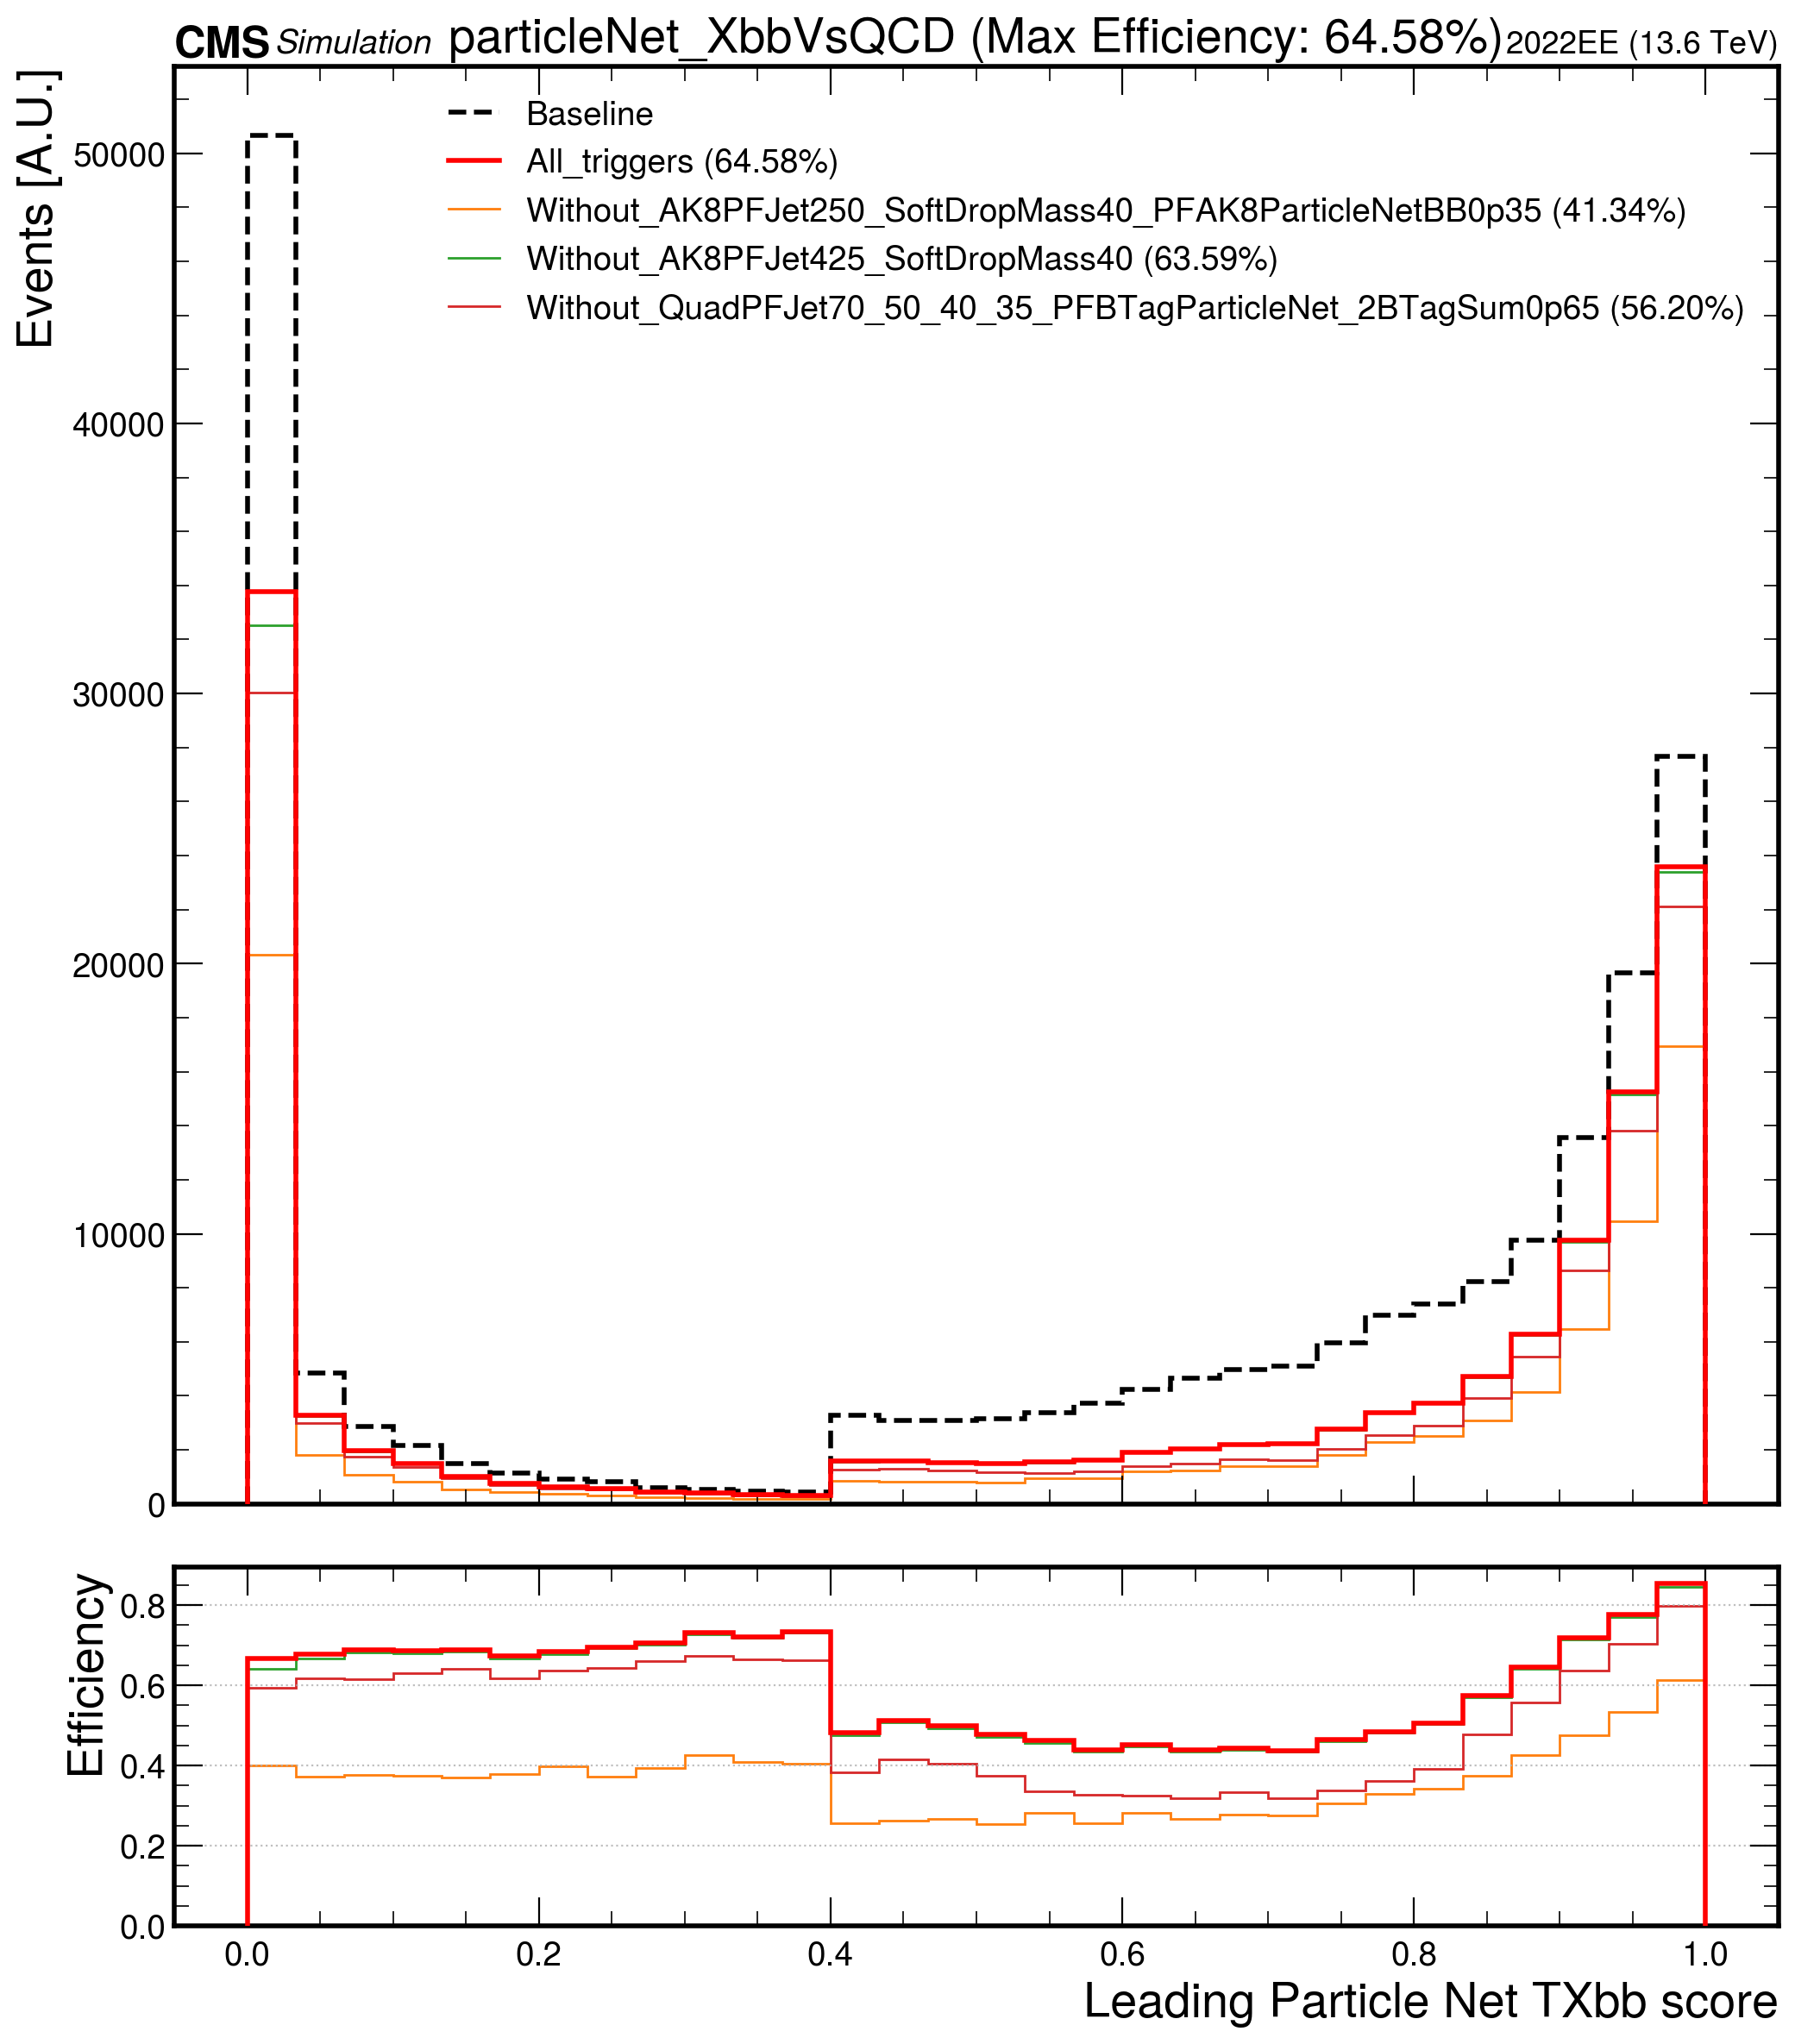 CMS Simulation particleNet_XbbVsQCD (Max Efficiency: 64.58%) 2022EE (13.6 TeV)
Events [A.U.]
Baseline
All_triggers (64.58%)
Without_AK8PFJet250_SoftDropMass40_PFAK8ParticleNetBB0p35 (41.34%)
Without_AK8PFJet425_SoftDropMass40 (63.59%)
Without_QuadPFJet70_50_40_35_PFBTagParticleNet_2BTagSum0p65 (56.20%)
50000
40000
30000
20000
10000
0
Efficiency
0.8
0.6
0.4
0.2
0.0
0.0 0.2 0.4 0.6 0.8 1.0
Leading Particle Net TXbb score